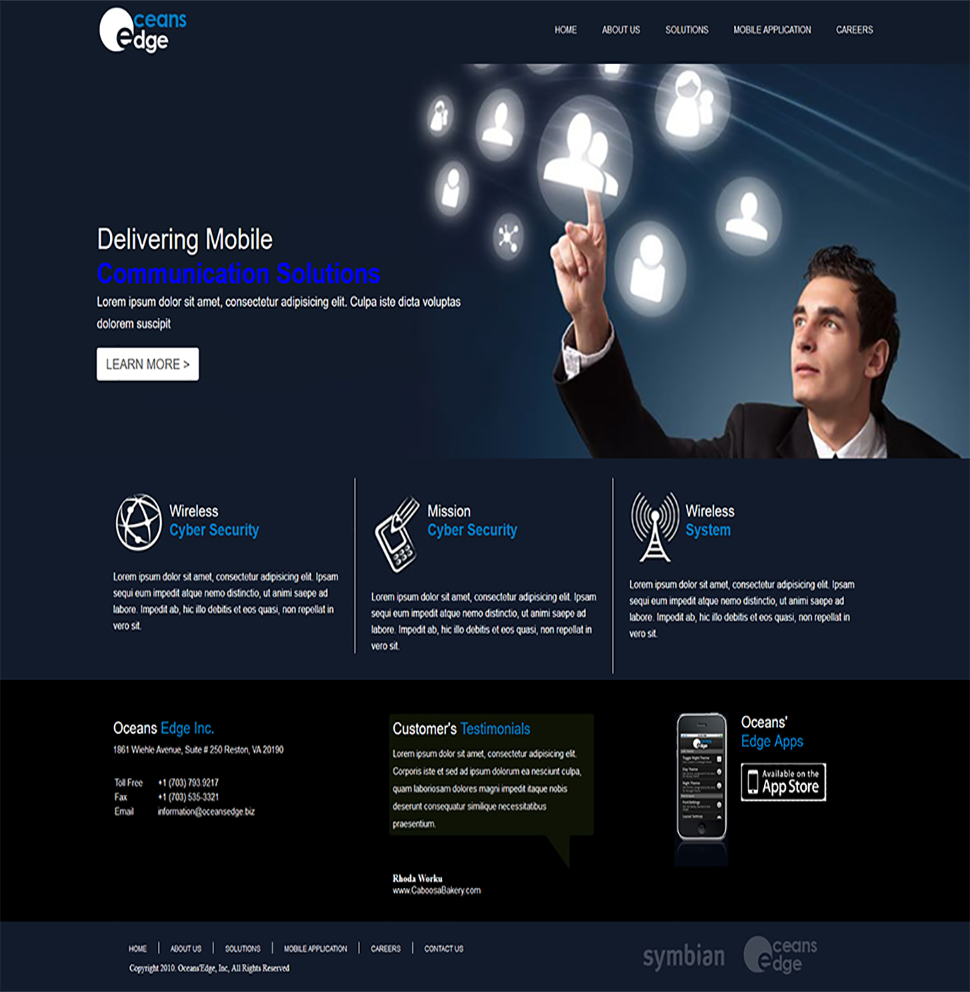 Oceans
edge
HOME ABOUT US SOLUTIONS MOBILE APPLICATION CAREERS
Delivering Mobile
Communication Solutions
Lorem ipsum dolor sit amet, consectetur adipisicing elit. Culpa iste dicta voluptas
dolorem suscipit
LEARN MORE >
Wireless
Cyber Security
Lorem ipsum dolor sit amet, consectetur adipisicing elit. Ipsam
sequi eum impedit atque nemo distinctio, ut animi saepe ad
labore. Impedit ab, hic illo debitis et eos quasi, non repellat in
vero sit.
Mission
Cyber Security
Lorem ipsum dolor sit amet, consectetur adipisicing elit. Ipsam
sequi eum impedit atque nemo distinctio, ut animi saepe ad
labore. Impedit ab, hic illo debitis et eos quasi, non repellat in
vero sit.
Wireless
System
Lorem ipsum dolor sit amet, consectetur adipisicing elit. Ipsam
sequi eum impedit atque nemo distinctio, ut animi saepe ad
labore. Impedit ab, hic illo debitis et eos quasi, non repellat in
vero sit.
Oceans Edge Inc.
1861 Wiehle Avenue, Suite # 250 Reston, VA 20190
Toll Free +1 (703) 793.9217
Fax +1 (703) 535-3321
Email information@oceansedge.biz
Customer's Testimonials
Lorem ipsum dolor sit amet, consectetur adipisicing elit.
Corporis iste et sed ad ipsum dolorum ea nesciunt culpa,
quam laboriosam dolores magni impedit itaque nobis
deserunt consequatur similique necessitatibus
praesentium.
Rhoda Worku
www.CaboosaBakery.com
Oceans'
Edge Apps
Available on the
App Store
HOME ABOUT US SOLUTIONS MOBILE APPLICATION CAREERS CONTACT US
Copyright 2010. Oceans'Edge, Inc, All Rights Reserved
symbian
Oceans
edge